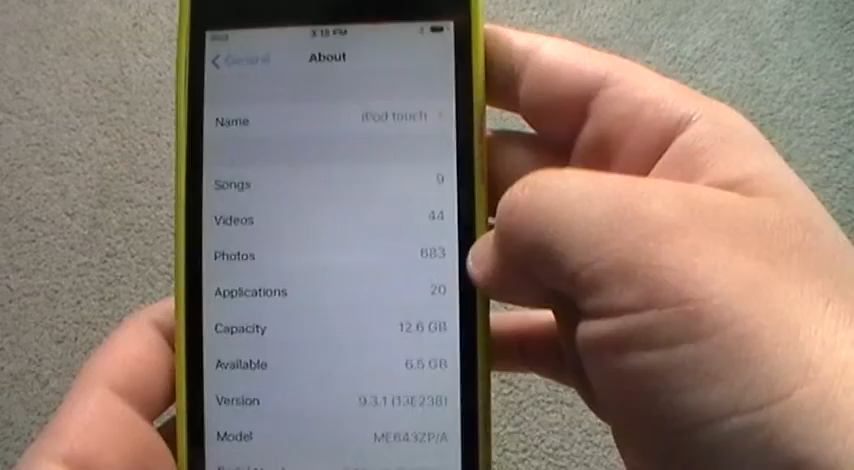 3:15 PM
General
About
Name iPod touch
Songs 9
Videos 44
Photos 683
Applications 20
Capacity 12.6 GB
Available 6.5 GB
Version 9.3.1 (13E238)
Model ME643ZP/A